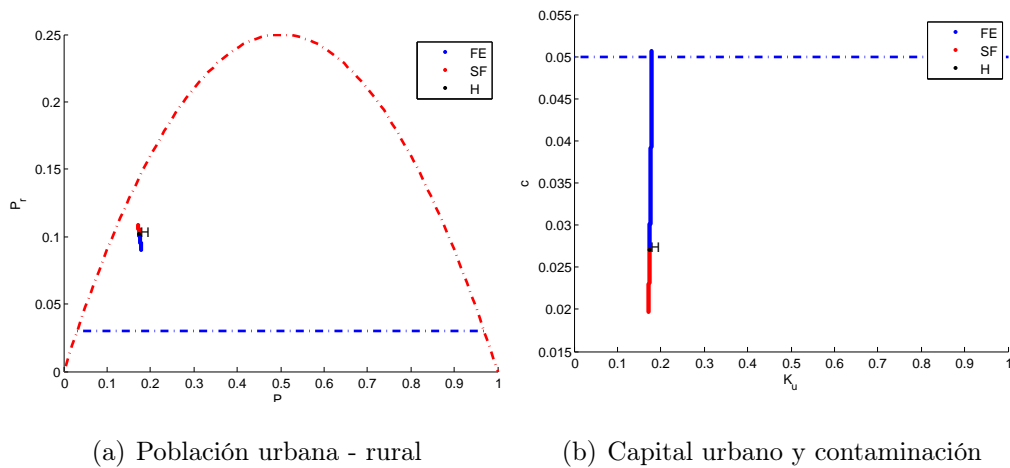 0.25
0.2
0.15
0.1
0.05
0
P_r
FE
SF
H
H
0 0.1 0.2 0.3 0.4 0.5 0.6 0.7 0.8 0.9 1
P
0.055
0.05
0.045
0.04
0.035
0.03
0.025
0.02
0.015
c
FE
SF
H
H
0 0.1 0.2 0.3 0.4 0.5 0.6 0.7 0.8 0.9 1
K_u
(a) Población urbana - rural
(b) Capital urbano y contaminación